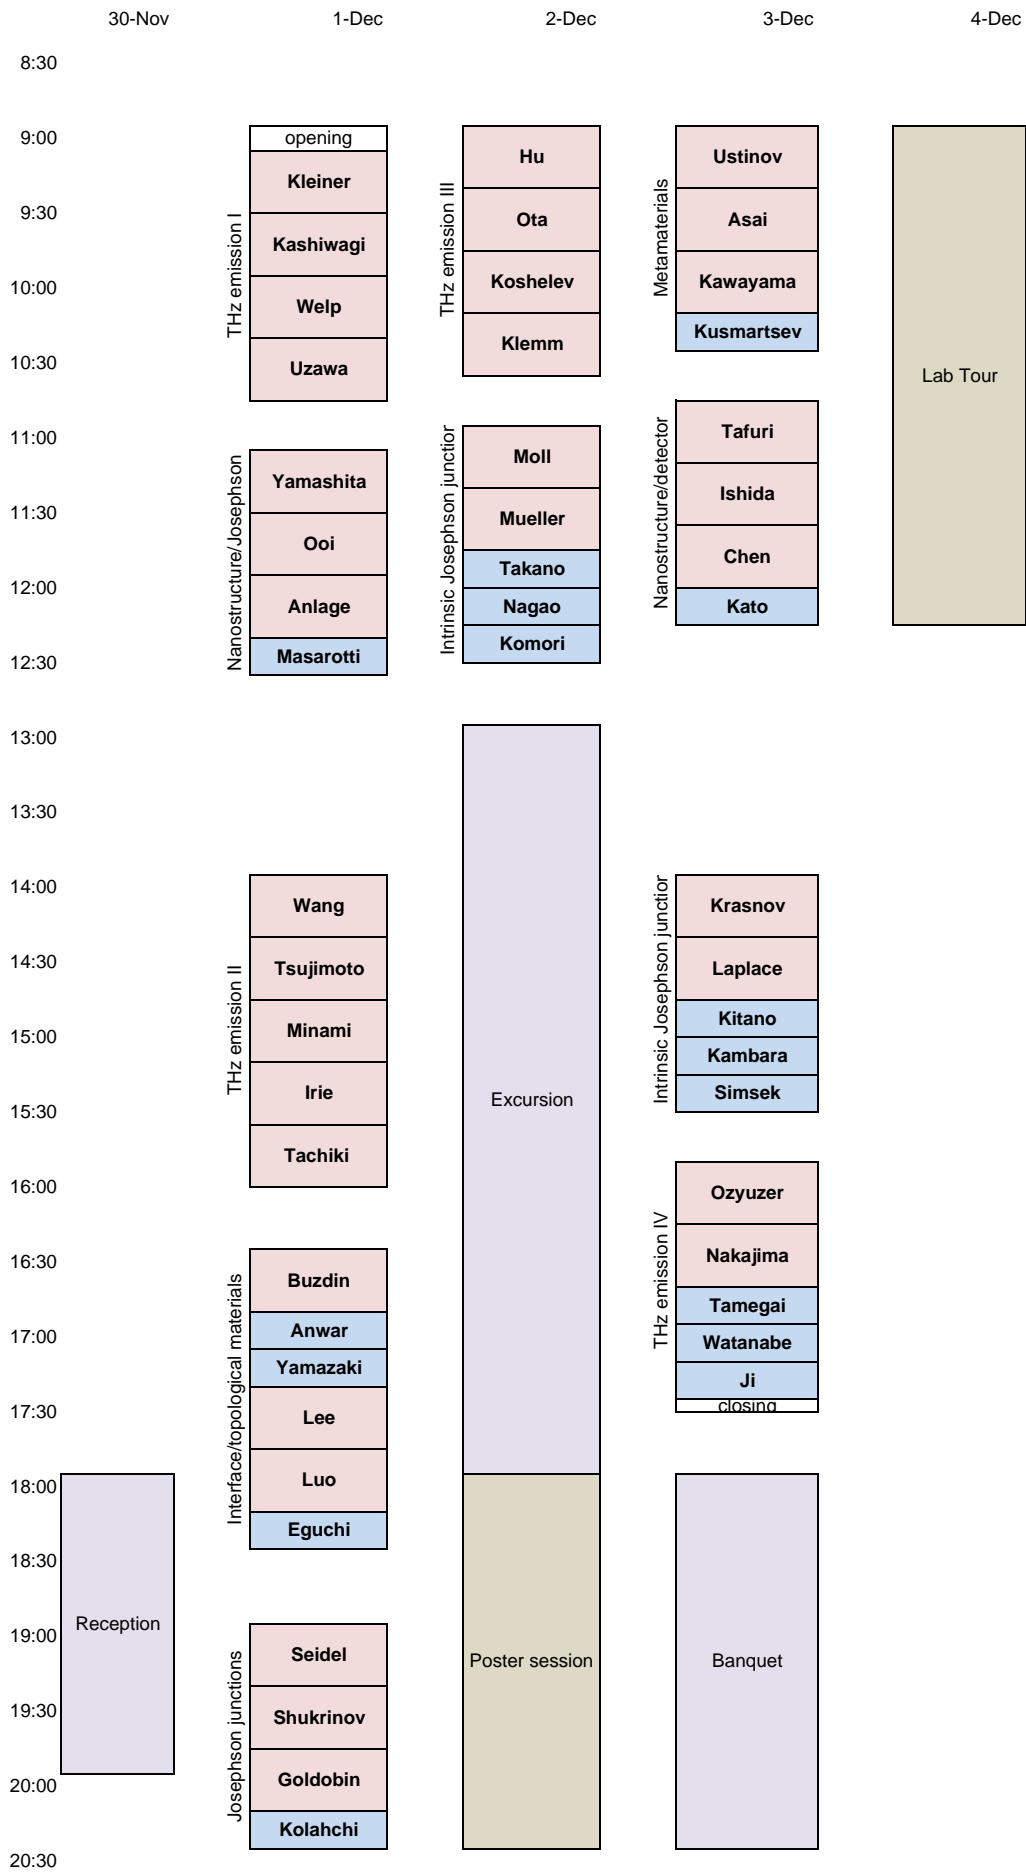 30-Nov 1-Dec 2-Dec 3-Dec 4-Dec
8:30
9:00
9:30
10:00
10:30
11:00
11:30
12:00
12:30
13:00
13:30
14:00
14:30
15:00
15:30
16:00
16:30
17:00
17:30
18:00
18:30
19:00
19:30
20:00
20:30
Reception
THz emission I
opening
Kleiner
Kashiwagi
Welp
Uzawa
Nanostructure/Josephson
Yamashita
Ooi
Anlage
Masarotti
THz emission II
Wang
Tsujimoto
Minami
Irie
Tachiki
Interface/topological materials
Buzdin
Anwar
Yamazaki
Lee
Luo
Eguchi
Josephson junctions
Seidel
Shukrinov
Goldobin
Kolahchi
THz emission III
Hu
Ota
Koshelev
Klemm
Intrinsic Josephson junctior
Moll
Mueller
Takano
Nagao
Komori
Excursion
Poster session
Metamaterials
Ustinov
Asai
Kawayama
Kusmartsev
Nanostructure/detector
Tafuri
Ishida
Chen
Kato
Intrinsic Josephson junctior
Krasnov
Laplace
Kitano
Kambara
Simsek
THz emission IV
Ozyuzer
Nakajima
Tamegai
Watanabe
Ji
closing
Banquet
Lab Tour